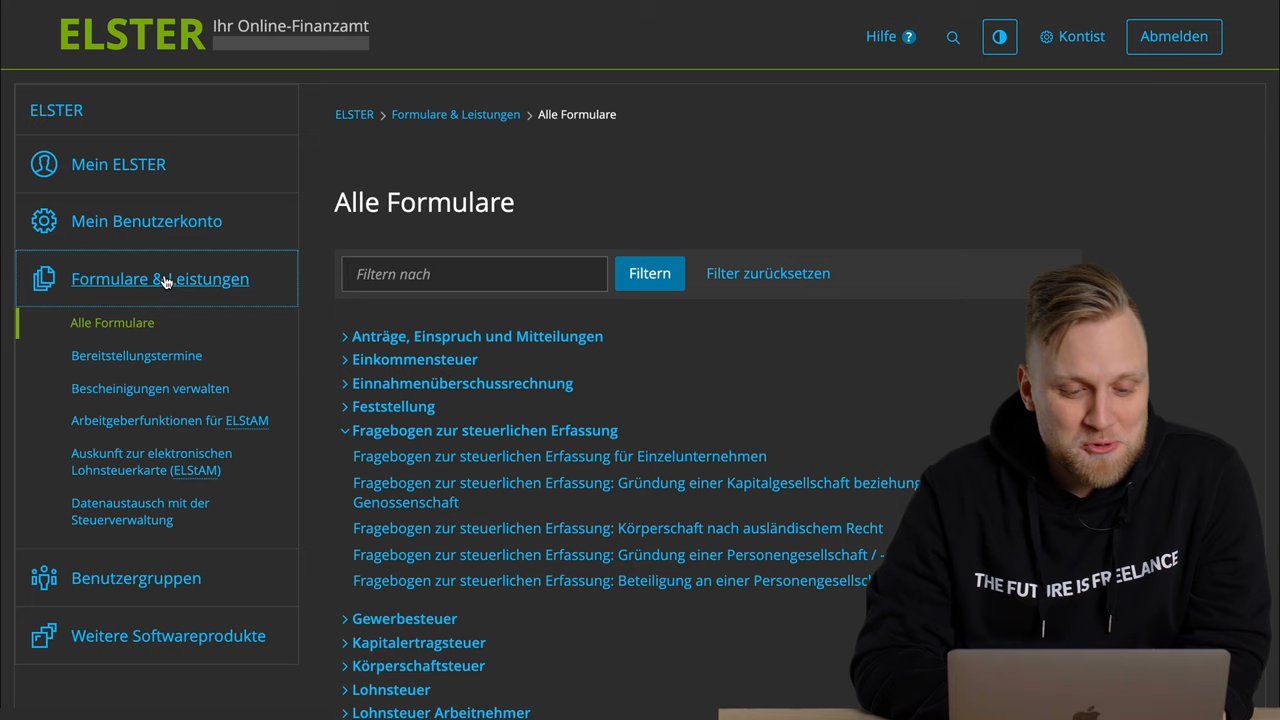 ELSTER
Ihr Online-Finanzamt
Hilfe ?
Kontist
Abmelden
ELSTER
Mein ELSTER
Mein Benutzerkonto
Formulare & Leistungen
Alle Formulare
Bereitstellungstermine
Bescheinigungen verwalten
Arbeitgeberfunktionen für ELStAM
Auskunft zur elektronischen
Lohnsteuerkarte (ELStAM)
Datenaustausch mit der
Steuerverwaltung
Benutzergruppen
Weitere Softwareprodukte
ELSTER > Formulare & Leistungen > Alle Formulare
Alle Formulare
Filtern nach
Filtern
Filter zurücksetzen
Anträge, Einspruch und Mitteilungen
Einkommensteuer
Einnahmenüberschussrechnung
Feststellung
Fragebogen zur steuerlichen Erfassung
Fragebogen zur steuerlichen Erfassung für Einzelunternehmen
Fragebogen zur steuerlichen Erfassung: Gründung einer Kapitalgesellschaft beziehung
Genossenschaft
Fragebogen zur steuerlichen Erfassung: Körperschaft nach ausländischem Recht
Fragebogen zur steuerlichen Erfassung: Gründung einer Personengesellschaft / -
Fragebogen zur steuerlichen Erfassung: Beteiligung an einer Personengesellsc
Gewerbesteuer
Kapitalertragsteuer
Körperschaftsteuer
Lohnsteuer
Lohnsteuer Arbeitnehmer
THE FUTURE IS FREELANCE